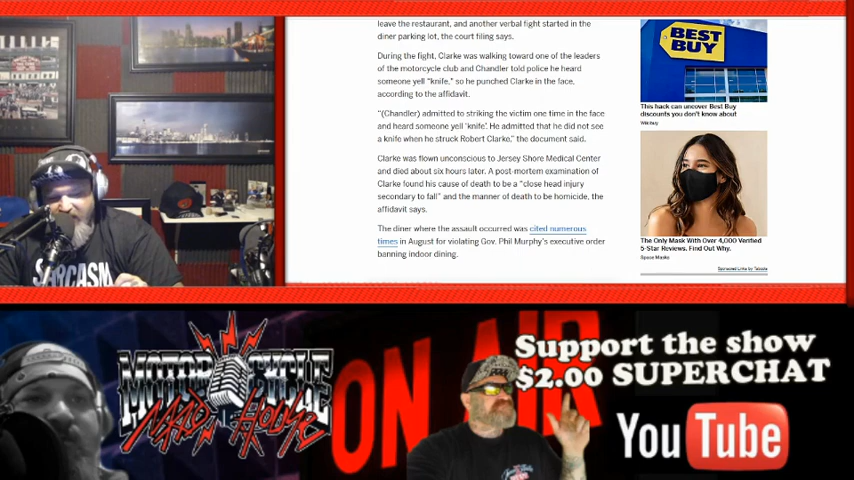 leave the restaurant, and another verbal fight started in the
diner parking lot, the court filing says.
During the fight, Clarke was walking toward one of the leaders
of the motorcycle club and Chandler told police he heard
someone yell “knife,” so he punched Clarke in the face,
according to the affidavit.
“(Chandler) admitted to striking the victim one time in the face
and heard someone yell ‘knife’. He admitted that he did not see
a knife when he struck Robert Clarke,” the document said.
Clarke was flown unconscious to Jersey Shore Medical Center
and died about six hours later. A post-mortem examination of
Clarke found his cause of death to be a “close head injury
secondary to fall” and the manner of death to be homicide, the
affidavit says.
The diner where the assault occurred was cited numerous
times in August for violating Gov. Phil Murphy’s executive order
banning indoor dining.
BEST
BUY
This hack can uncover Best Buy
discounts you don't know about
Wikibuy
The Only Mask With Over 4,000 Verified
5-Star Reviews. Find Out Why.
Space Masks
Sponsored Links by Taboola
SARCASM
MOTORCYCLE
MAD HOUSE
ON AIR
Support the show
$2.00 SUPERCHAT
YouTube